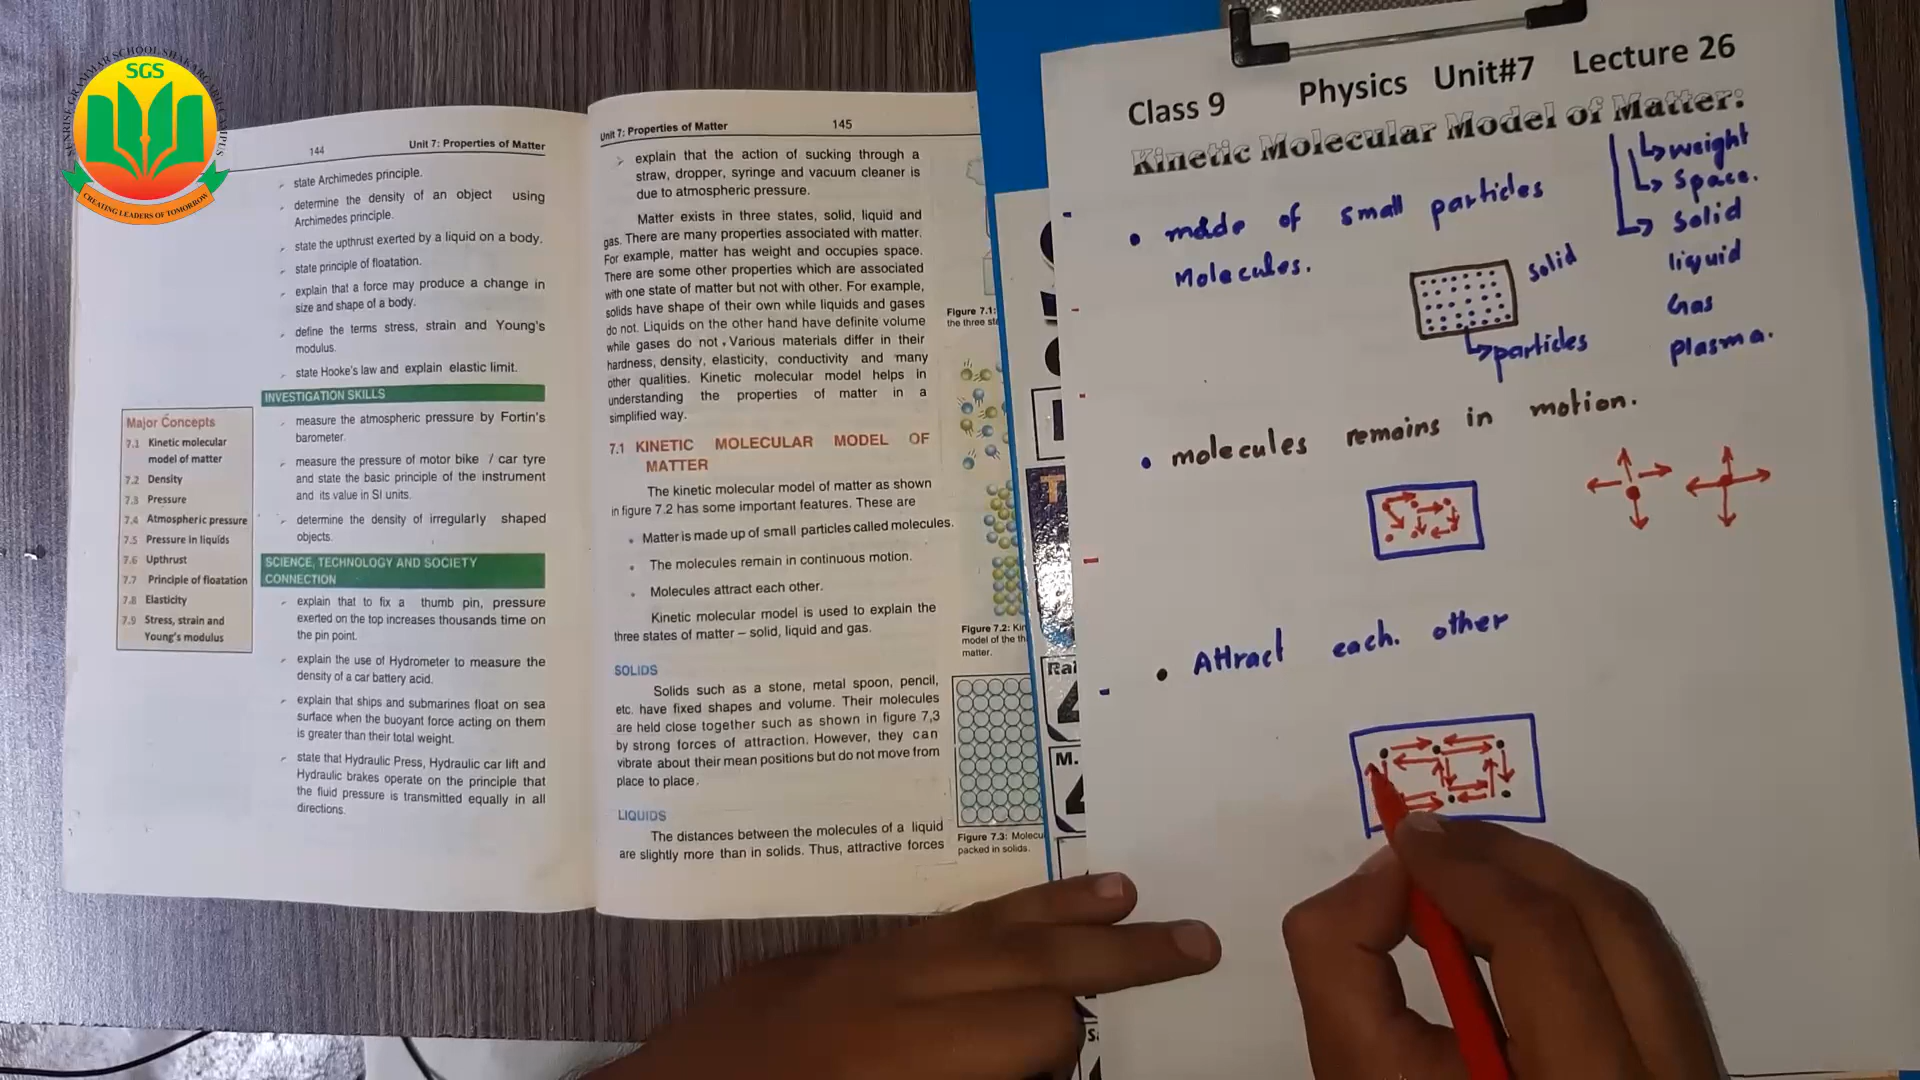 SUNRISE GRAMMAR SCHOOL SHAKARGARH CAMPUS
SGS
CREATING LEADERS OF TOMORROW
144
Unit 7: Properties of Matter
state Archimedes principle.
determine the density of an object using
Archimedes principle.
state the upthrust exerted by a liquid on a body.
state principle of floatation.
explain that a force may produce a change in
size and shape of a body.
define the terms stress, strain and Young's
modulus.
state Hooke's law and explain elastic limit.
INVESTIGATION SKILLS
measure the atmospheric pressure by Fortin's
barometer.
measure the pressure of motor bike / car tyre
and state the basic principle of the instrument
and its value in SI units.
determine the density of irregularly shaped
objects.
SCIENCE, TECHNOLOGY AND SOCIETY
CONNECTION
explain that to fix a thumb pin, pressure
exerted on the top increases thousands time on
the pin point.
explain the use of Hydrometer to measure the
density of a car battery acid.
explain that ships and submarines float on sea
surface when the buoyant force acting on them
is greater than their total weight.
state that Hydraulic Press, Hydraulic car lift and
Hydraulic brakes operate on the principle that
the fluid pressure is transmitted equally in all
directions.
Major Concepts
7.1 Kinetic molecular
model of matter
7.2 Density
7.3 Pressure
7.4 Atmospheric pressure
7.5 Pressure in liquids
7.6 Upthrust
7.7 Principle of floatation
7.8 Elasticity
7.9 Stress, strain and
Young's modulus
Unit 7: Properties of Matter
145
explain that the action of sucking through a
straw, dropper, syringe and vacuum cleaner is
due to atmospheric pressure.
Matter exists in three states, solid, liquid and
gas. There are many properties associated with matter.
For example, matter has weight and occupies space.
There are some other properties which are associated
with one state of matter but not with other. For example,
solids have shape of their own while liquids and gases
do not. Liquids on the other hand have definite volume
while gases do not. Various materials differ in their
hardness, density, elasticity, conductivity and many
other qualities. Kinetic molecular model helps in
understanding the properties of matter in a
simplified way.
7.1 KINETIC MOLECULAR MODEL OF
MATTER
The kinetic molecular model of matter as shown
in figure 7.2 has some important features. These are
• Matter is made up of small particles called molecules.
• The molecules remain in continuous motion.
• Molecules attract each other.
Kinetic molecular model is used to explain the
three states of matter – solid, liquid and gas.
SOLIDS
Solids such as a stone, metal spoon, pencil,
etc. have fixed shapes and volume. Their molecules
are held close together such as shown in figure 7,3
by strong forces of attraction. However, they can
vibrate about their mean positions but do not move from
place to place.
LIQUIDS
The distances between the molecules of a liquid
are slightly more than in solids. Thus, attractive forces
Figure 7.1:
the three
Figure 7.2:
model of the
matter.
Figure 7.3:
packed in solids.
M.
Class 9 Physics Unit#7 Lecture 26
Kinetic Molecular Model of Matter:
weight
space.
solid
liquid
Gas
plasma.
• made of small particles
Molecules.
solid
particles
• molecules remains in motion.
• Attract each. other